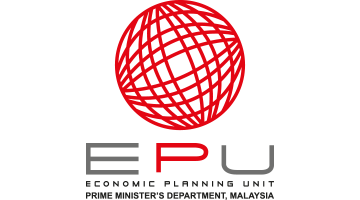 EPU
ECONOMIC PLANNING UNIT
PRIME MINISTER'S DEPARTMENT, MALAYSIA